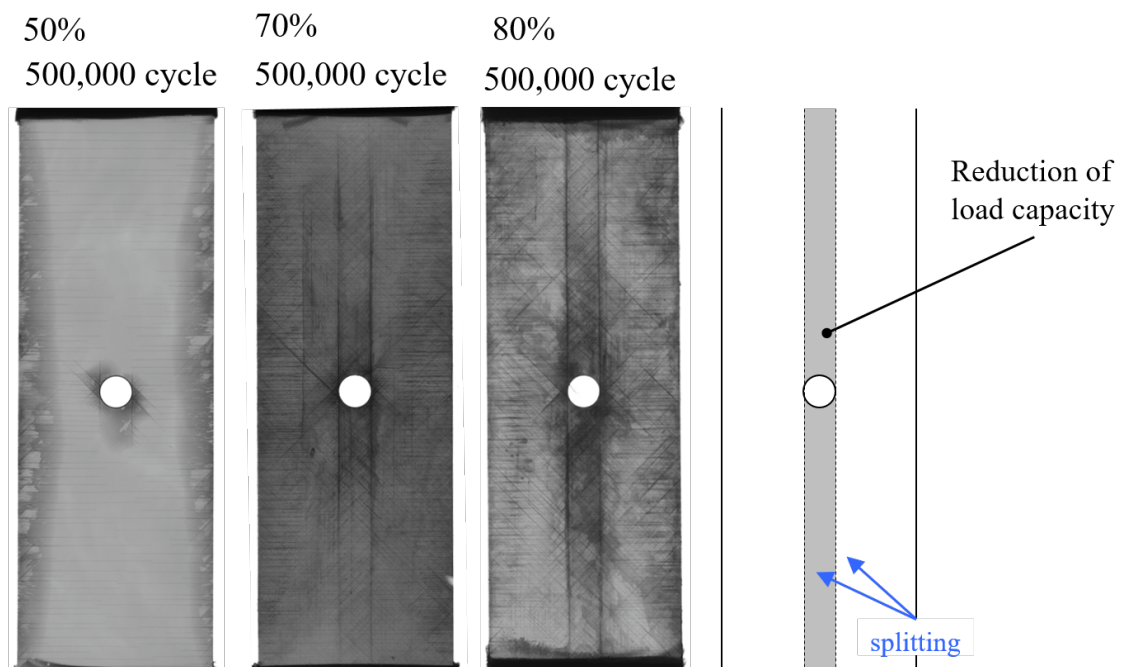 50%
500,000 cycle
70%
500,000 cycle
80%
500,000 cycle
Reduction of
load capacity
splitting